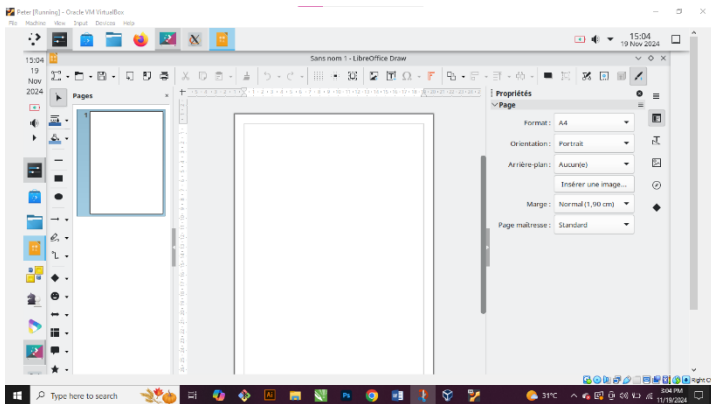 Peter [Running] - Oracle VM VirtualBox
File Machine View Input Devices Help
15:04
19 Nov 2024
15:04
19
Nov
2024
Sans nom 1 - LibreOffice Draw
Pages
1
Propriétés
Page
Format : A4
Orientation : Portrait
Arrière-plan : Aucun(e)
Insérer une image...
Marge : Normal (1,90 cm)
Page maîtresse : Standard
Type here to search
31°C
3:04 PM
11/19/2024